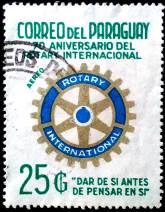 CORREO DEL PARAGUAY
70 ANIVERSARIO DEL
ROTARY INTERNACIONAL
AEREO
ROTARY
INTERNATIONAL
25 ₲
"DAR DE SI ANTES
DE PENSAR EN SI"